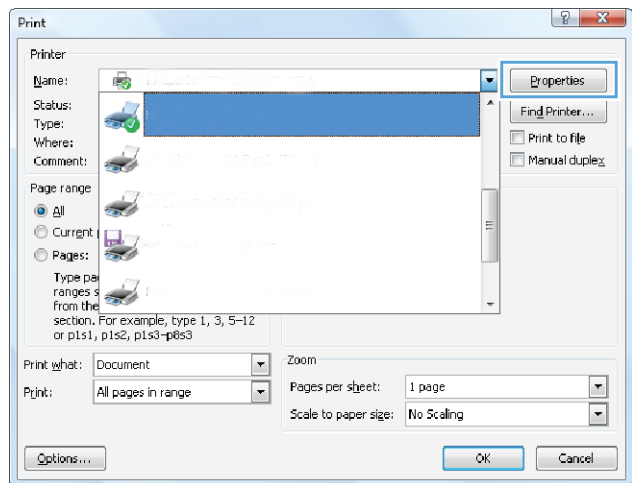 Print
Printer
Name:
Properties
Status:
Find Printer...
Type:
Where:
Print to file
Comment:
Manual duplex
Page range
All
Current
Pages:
Type
ranges
from the
section. For example, type 1, 3, 5–12
or p1s1, p1s2, p1s3–p8s3
Print what: Document
Print: All pages in range
Zoom
Pages per sheet: 1 page
Scale to paper size: No Scaling
Options...
OK
Cancel